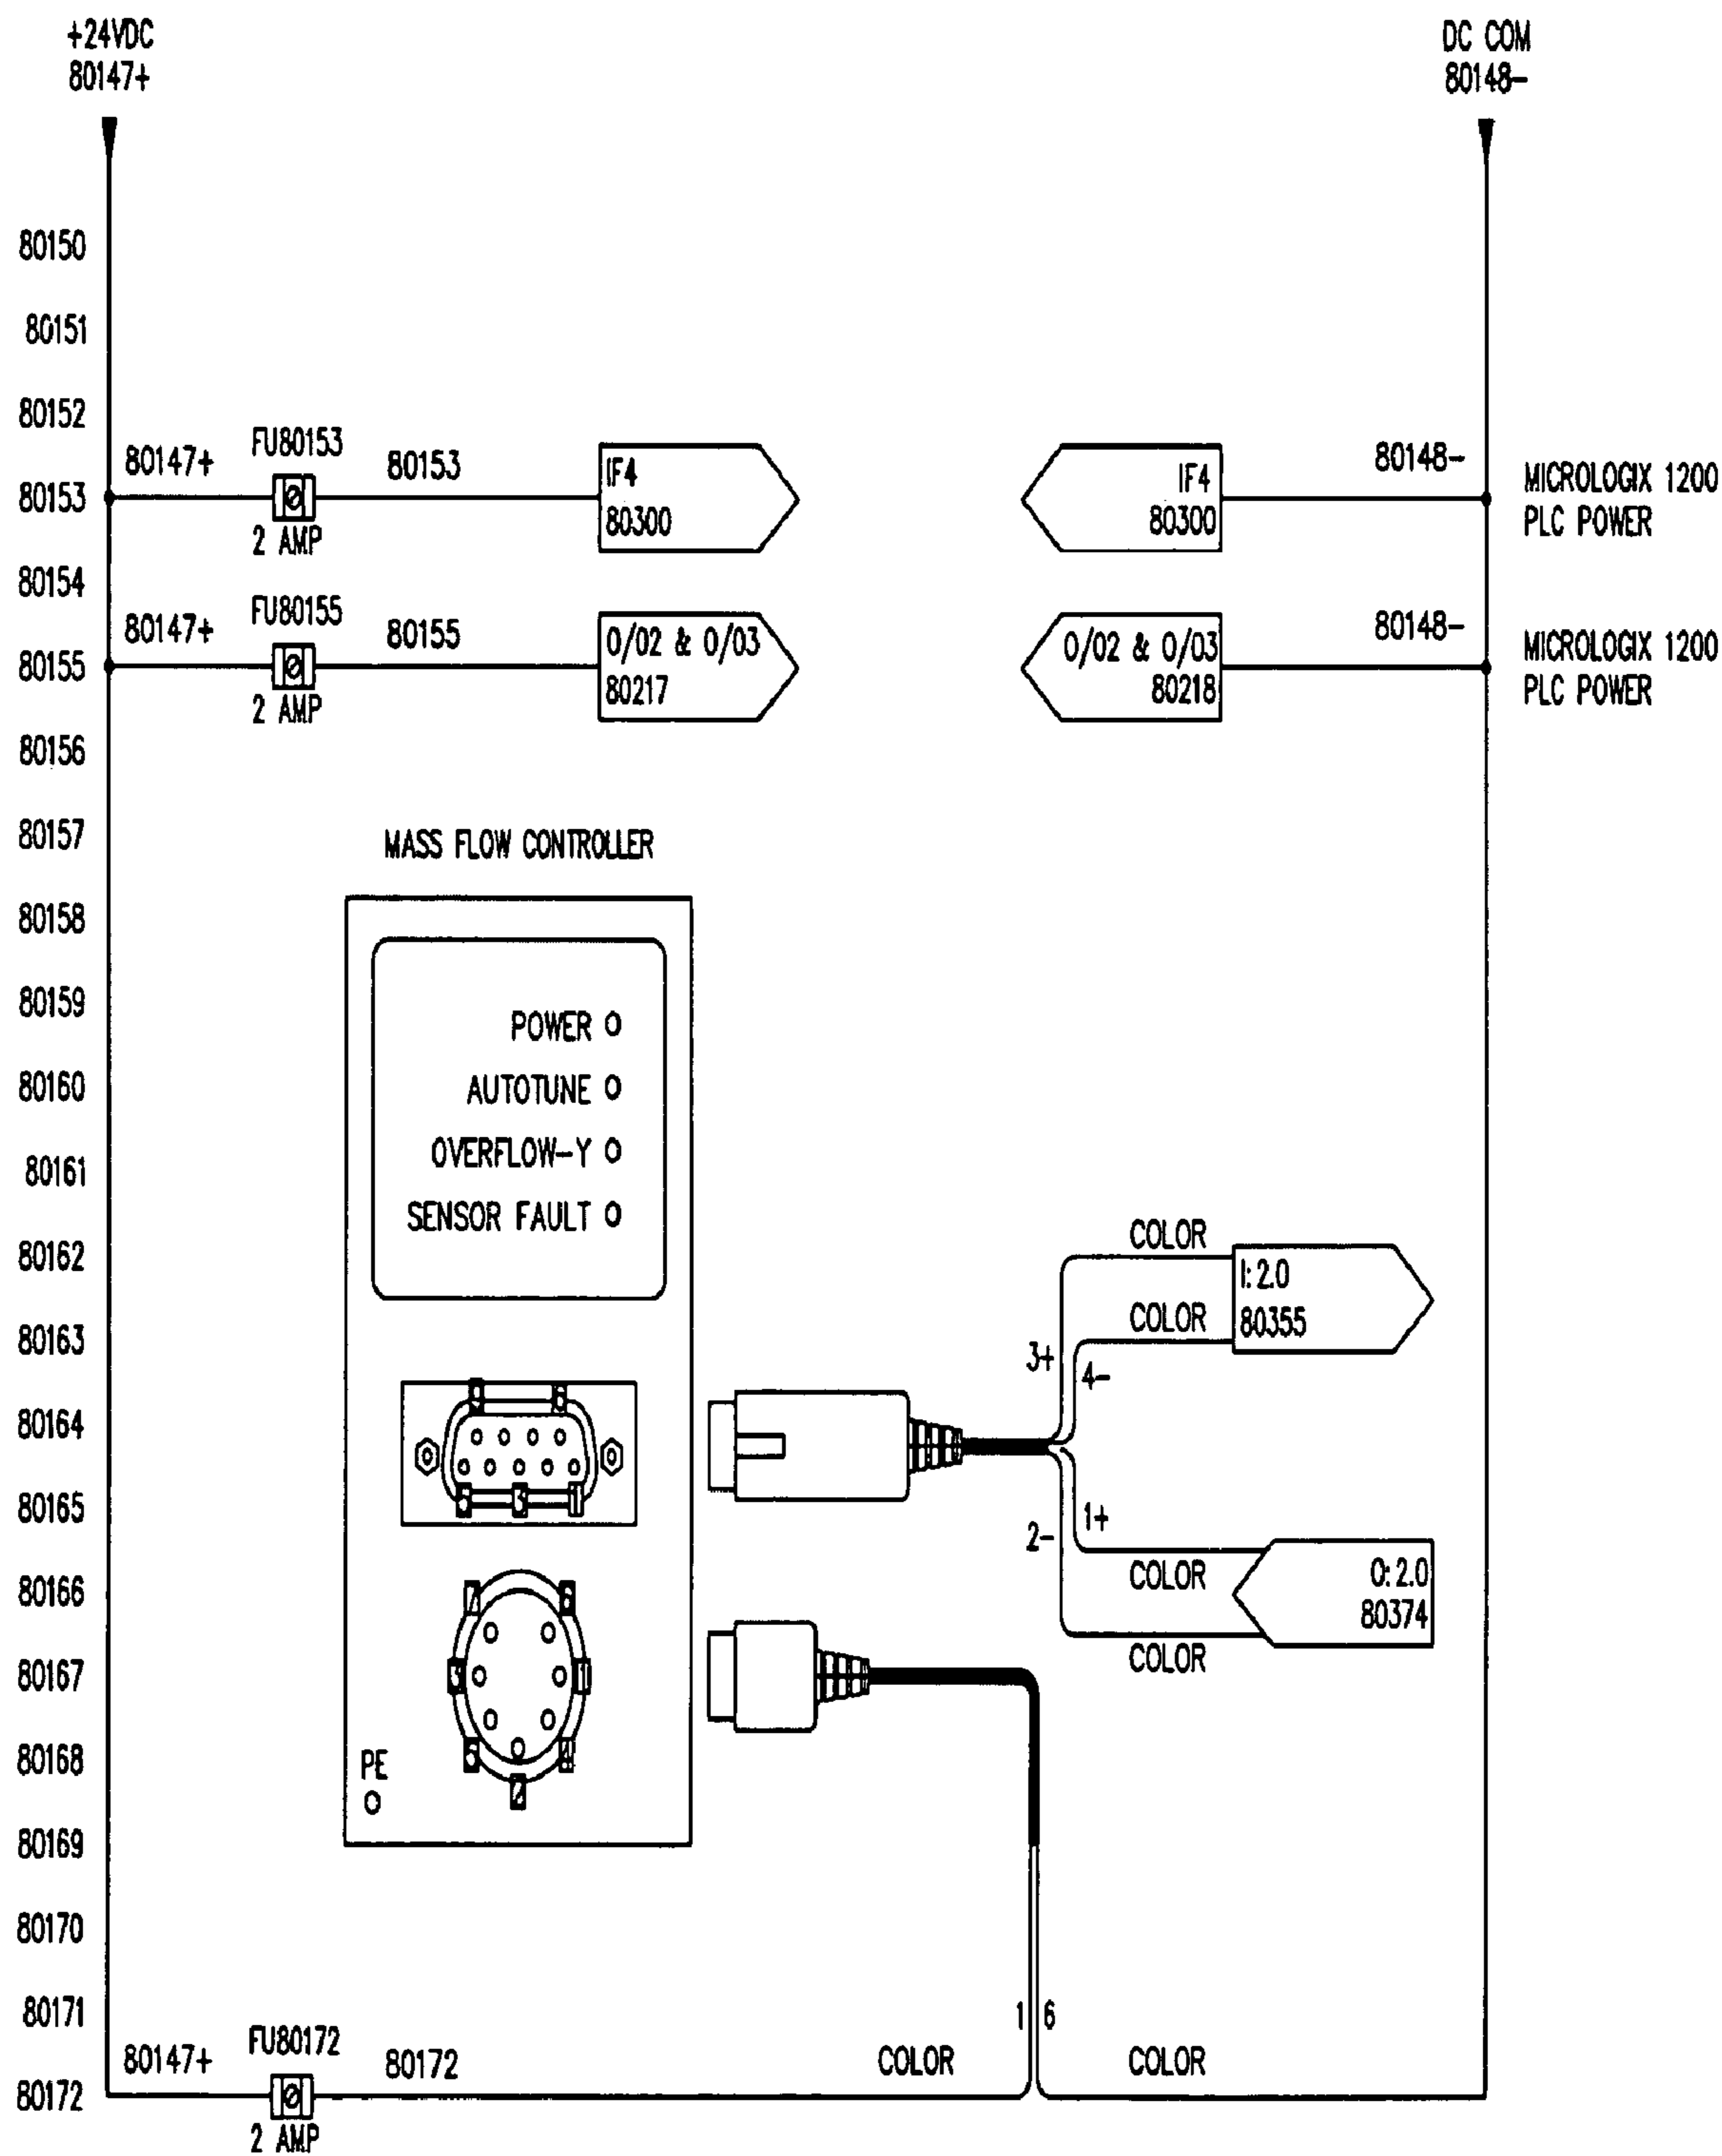 +24VDC
80147+
DC COM
80148-
80150
80151
80152
80147+
FU80153
80153
IF4
80300
IF4
80300
80148-
MICROLOGIX 1200
PLC POWER
80153
2 AMP
80154
80147+
FU80155
80155
0/02 & 0/03
80217
0/02 & 0/03
80218
80148-
MICROLOGIX 1200
PLC POWER
80155
2 AMP
80156
80157
MASS FLOW CONTROLLER
80158
80159
POWER
80160
AUTOTUNE
OVERFLOW-Y
80161
SENSOR FAULT
80162
COLOR
I:2.0
80355
80163
COLOR
3+
4-
80164
80165
1+
2-
80166
COLOR
O:2.0
80374
80167
COLOR
80168
PE
80169
80170
80171
1
6
80147+
FU80172
80172
COLOR
COLOR
80172
2 AMP